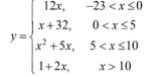 12x, -23 < x ≤ 0
x+32, 0 < x ≤ 5
y =
x² + 5x, 5 < x ≤ 10
1+2x, x > 10